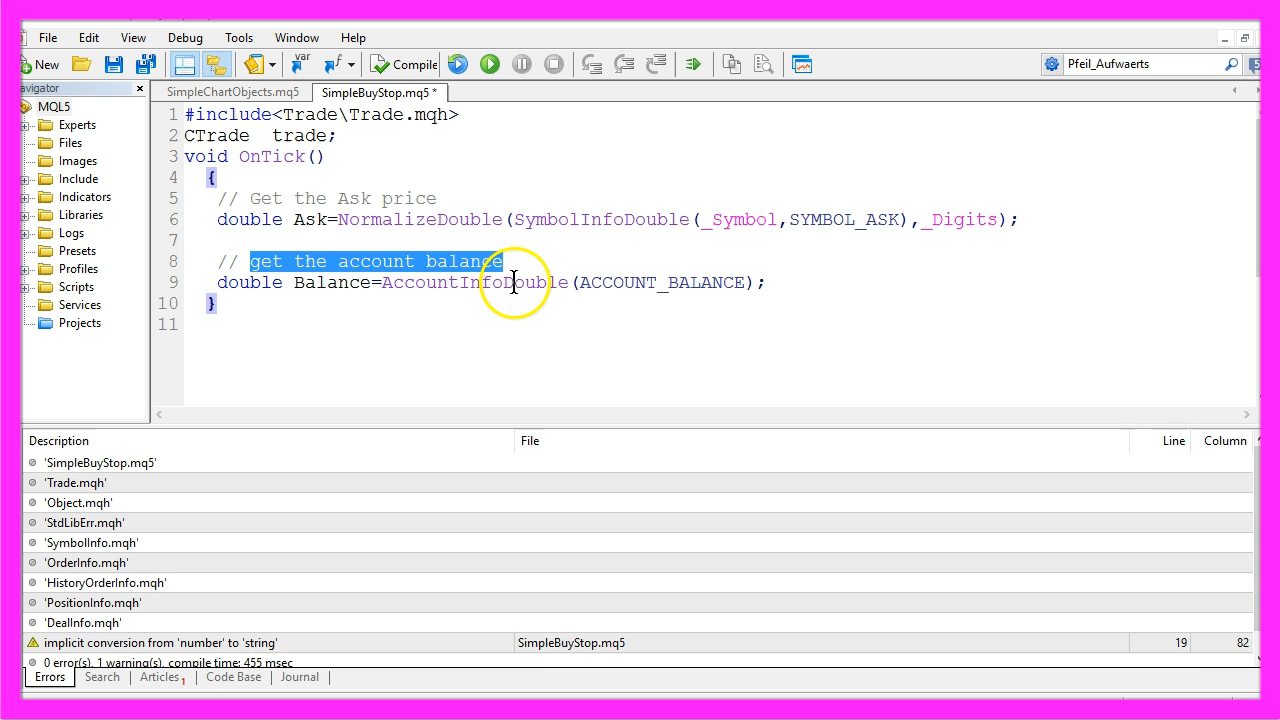 File Edit View Debug Tools Window Help
New Compile Pfeil_Aufwaerts
avigator SimpleChartObjects.mq5 SimpleBuyStop.mq5 *
MQL5
Experts
Files
Images
Include
Indicators
Libraries
Logs
Presets
Profiles
Scripts
Services
Projects
1 #include<Trade\Trade.mqh>
2 CTrade trade;
3 void OnTick()
4 {
5 // Get the Ask price
6 double Ask=NormalizeDouble(SymbolInfoDouble(_Symbol,SYMBOL_ASK),_Digits);
7
8 // get the account balance
9 double Balance=AccountInfoDouble(ACCOUNT_BALANCE);
10 }
11
Description File Line Column
'SimpleBuyStop.mq5'
'Trade.mqh'
'Object.mqh'
'StdLibErr.mqh'
'SymbolInfo.mqh'
'OrderInfo.mqh'
'HistoryOrderInfo.mqh'
'PositionInfo.mqh'
'DealInfo.mqh'
implicit conversion from 'number' to 'string' SimpleBuyStop.mq5 19 82
0 error(s), 1 warning(s), compile time: 455 msec
Errors Search Articles 1 Code Base Journal